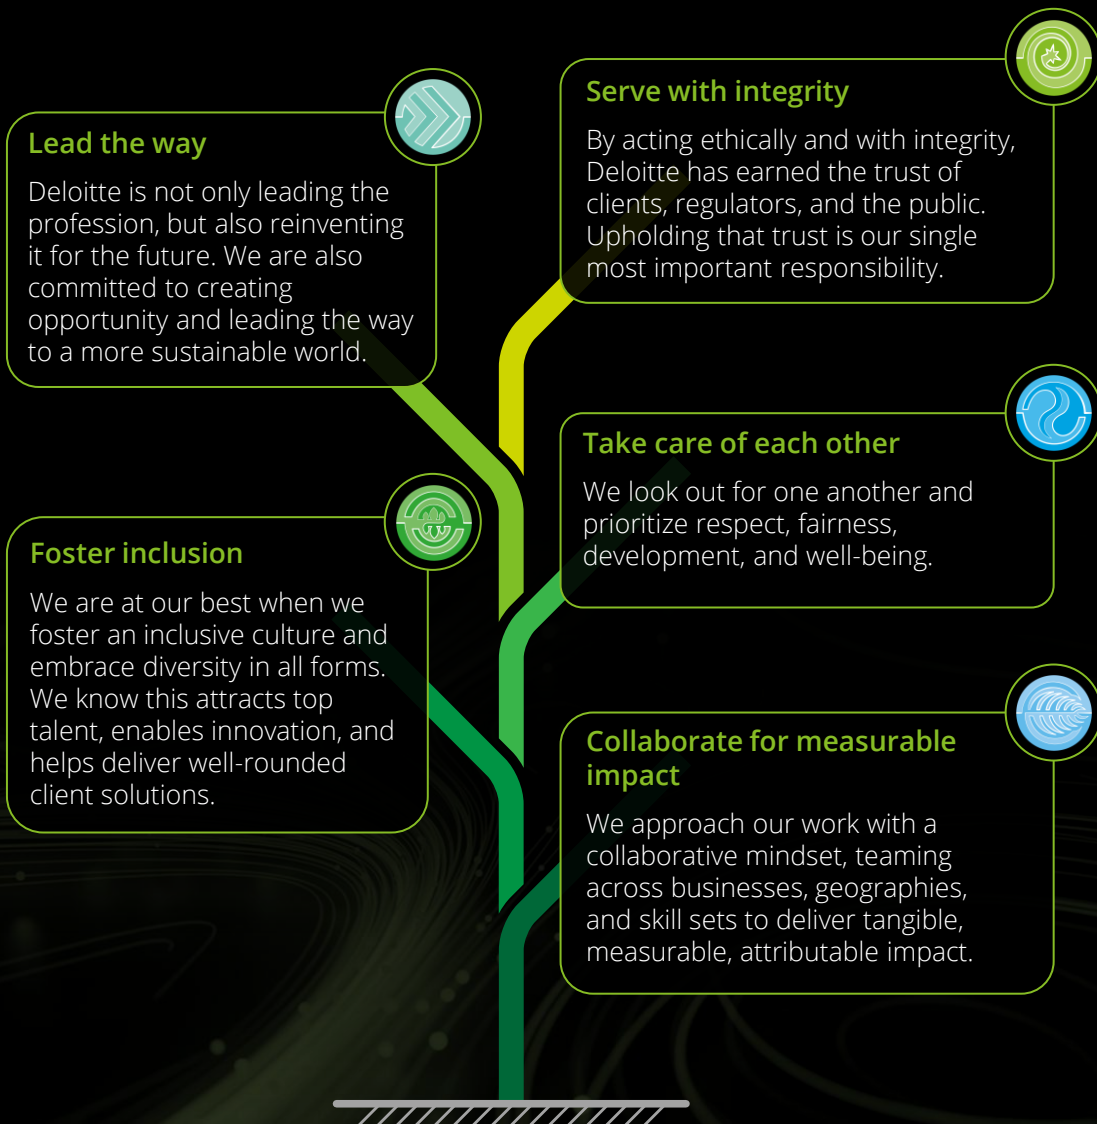 Lead the way
Deloitte is not only leading the
profession, but also reinventing
it for the future. We are also
committed to creating
opportunity and leading the way
to a more sustainable world.
Serve with integrity
By acting ethically and with integrity,
Deloitte has earned the trust of
clients, regulators, and the public.
Upholding that trust is our single
most important responsibility.
Foster inclusion
We are at our best when we
foster an inclusive culture and
embrace diversity in all forms.
We know this attracts top
talent, enables innovation, and
helps deliver well-rounded
client solutions.
Take care of each other
We look out for one another and
prioritize respect, fairness,
development, and well-being.
Collaborate for measurable
impact
We approach our work with a
collaborative mindset, teaming
across businesses, geographies,
and skill sets to deliver tangible,
measurable, attributable impact.